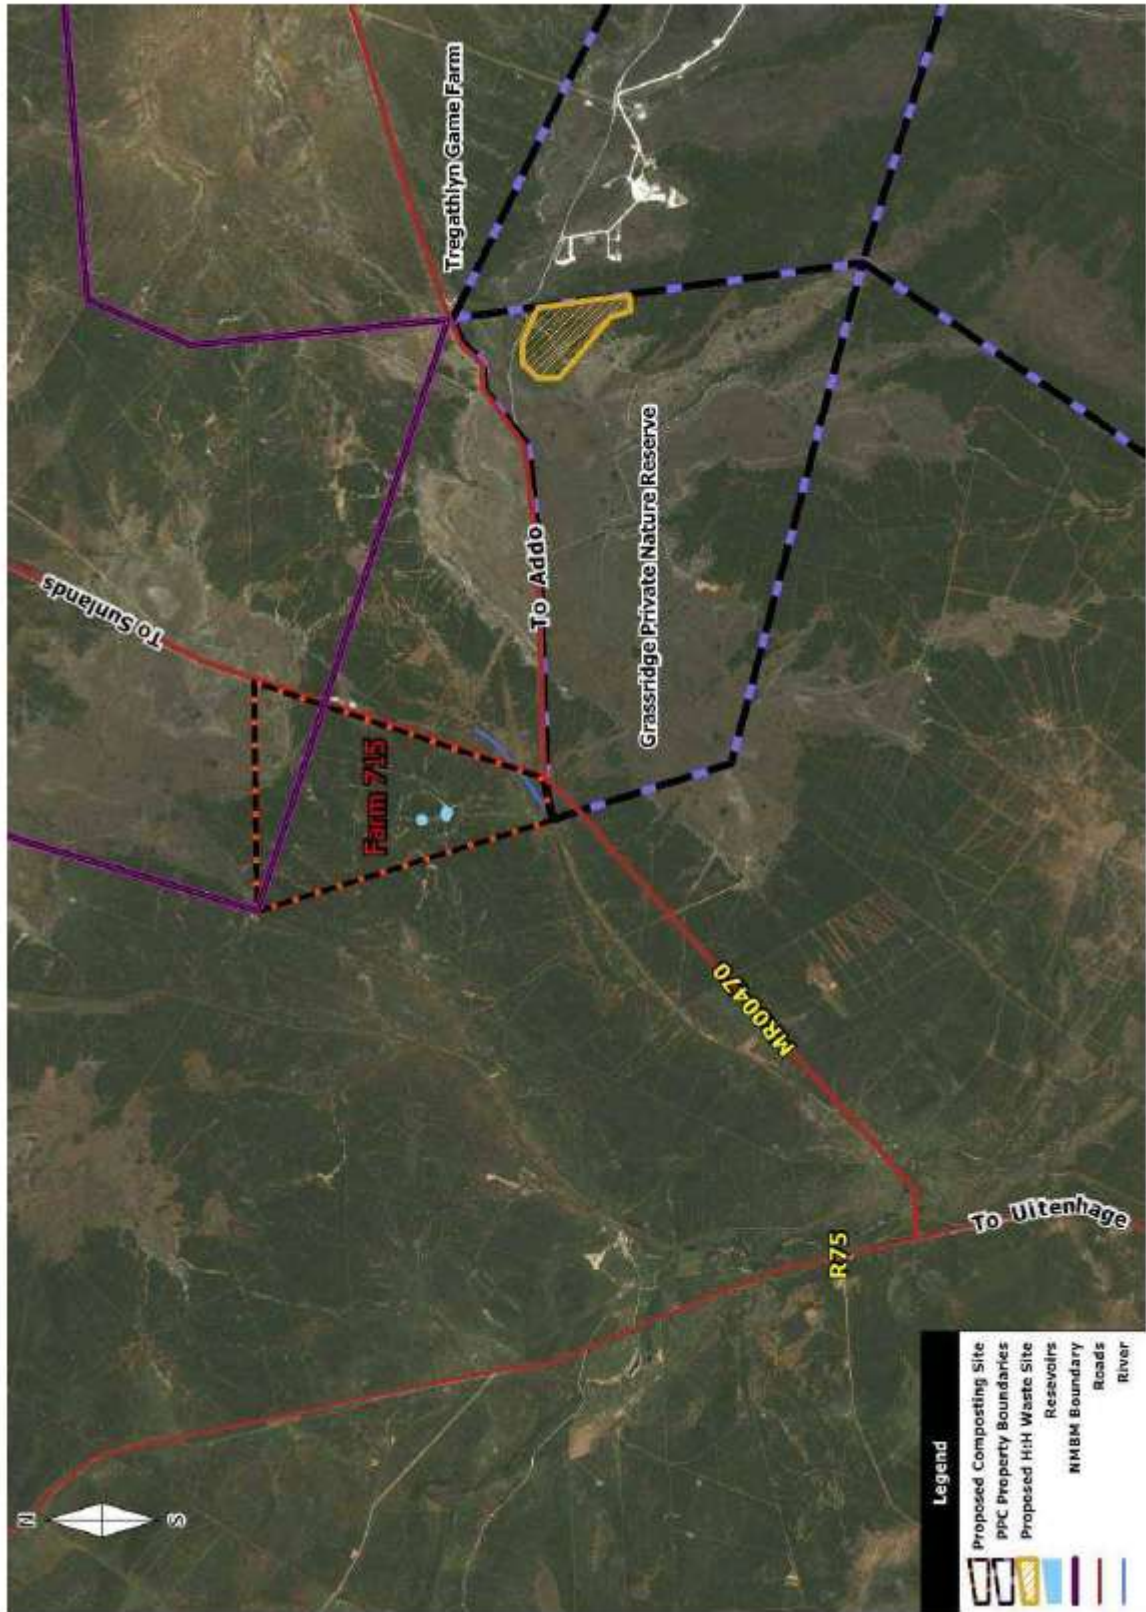 N
S
To Sunlands
Tregathlyn Game Farm
Farm 715
To Addo
Grassridge Private Nature Reserve
MR00470
R75
To Uitenhage
Legend
Proposed Composting Site
PPC Property Boundaries
Proposed H:H Waste Site
Resevoirs
NMBM Boundary
Roads
River